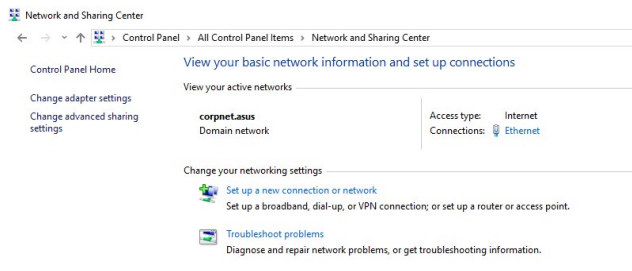 Network and Sharing Center
Control Panel > All Control Panel Items > Network and Sharing Center
Control Panel Home
Change adapter settings
Change advanced sharing
settings
View your basic network information and set up connections
View your active networks
corpnet.asus
Domain network
Access type: Internet
Connections: Ethernet
Change your networking settings
Set up a new connection or network
Set up a broadband, dial-up, or VPN connection; or set up a router or access point.
Troubleshoot problems
Diagnose and repair network problems, or get troubleshooting information.